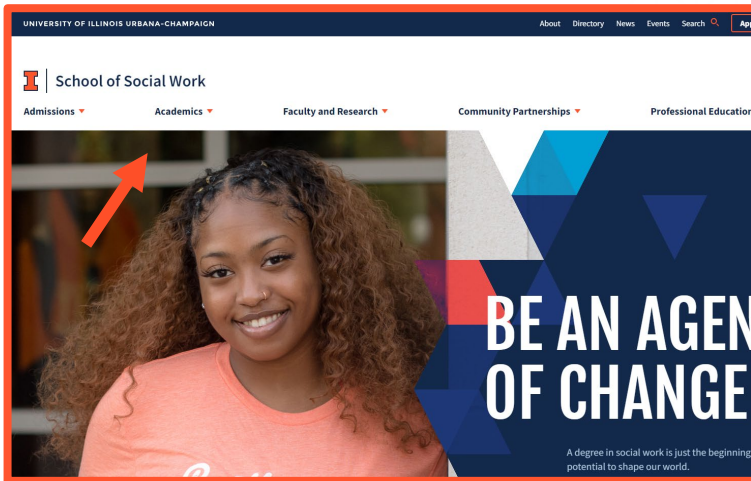 UNIVERSITY OF ILLINOIS URBANA-CHAMPAIGN
About Directory News Events Search
I School of Social Work
Admissions Academics Faculty and Research Community Partnerships Professional Education
BE AN AGEN
OF CHANGE
A degree in social work is just the beginning
potential to shape our world.